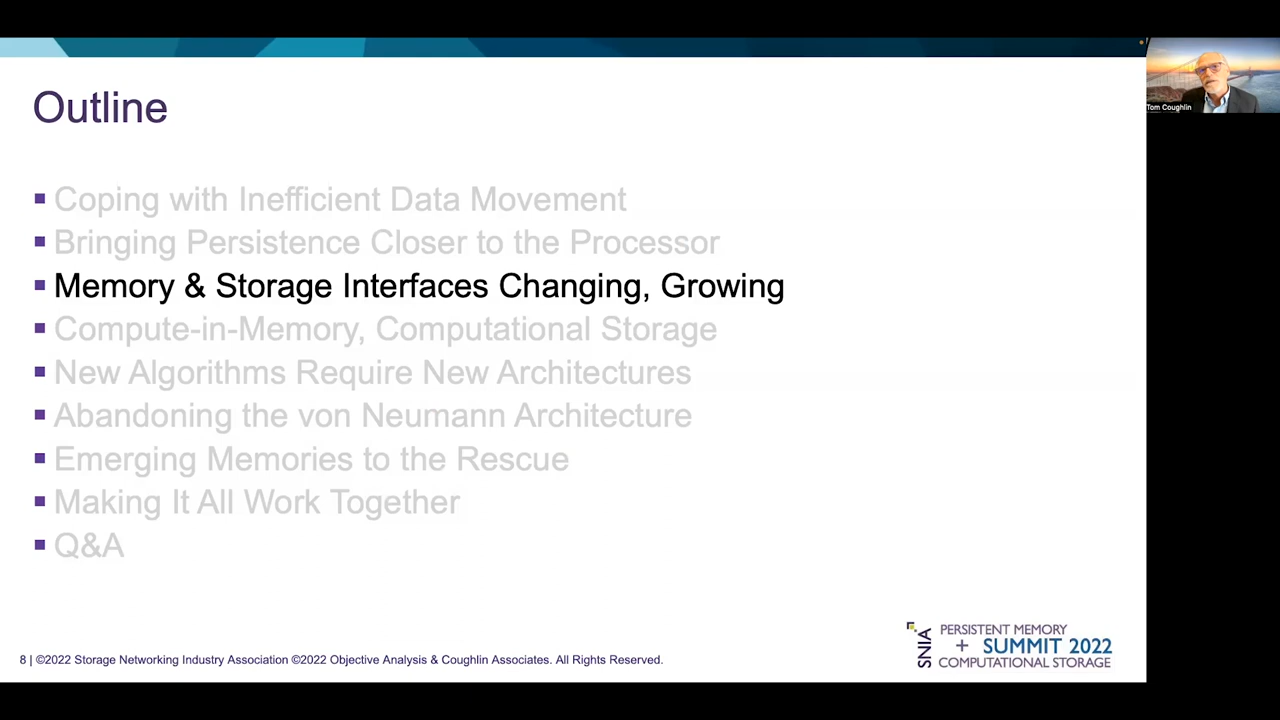 Outline
Coping with Inefficient Data Movement
Bringing Persistence Closer to the Processor
Memory & Storage Interfaces Changing, Growing
Compute-in-Memory, Computational Storage
New Algorithms Require New Architectures
Abandoning the von Neumann Architecture
Emerging Memories to the Rescue
Making It All Work Together
Q&A
8 | ©2022 Storage Networking Industry Association ©2022 Objective Analysis & Coughlin Associates. All Rights Reserved.
SNIA
PERSISTENT MEMORY
+ SUMMIT 2022
COMPUTATIONAL STORAGE
Tom Coughlin